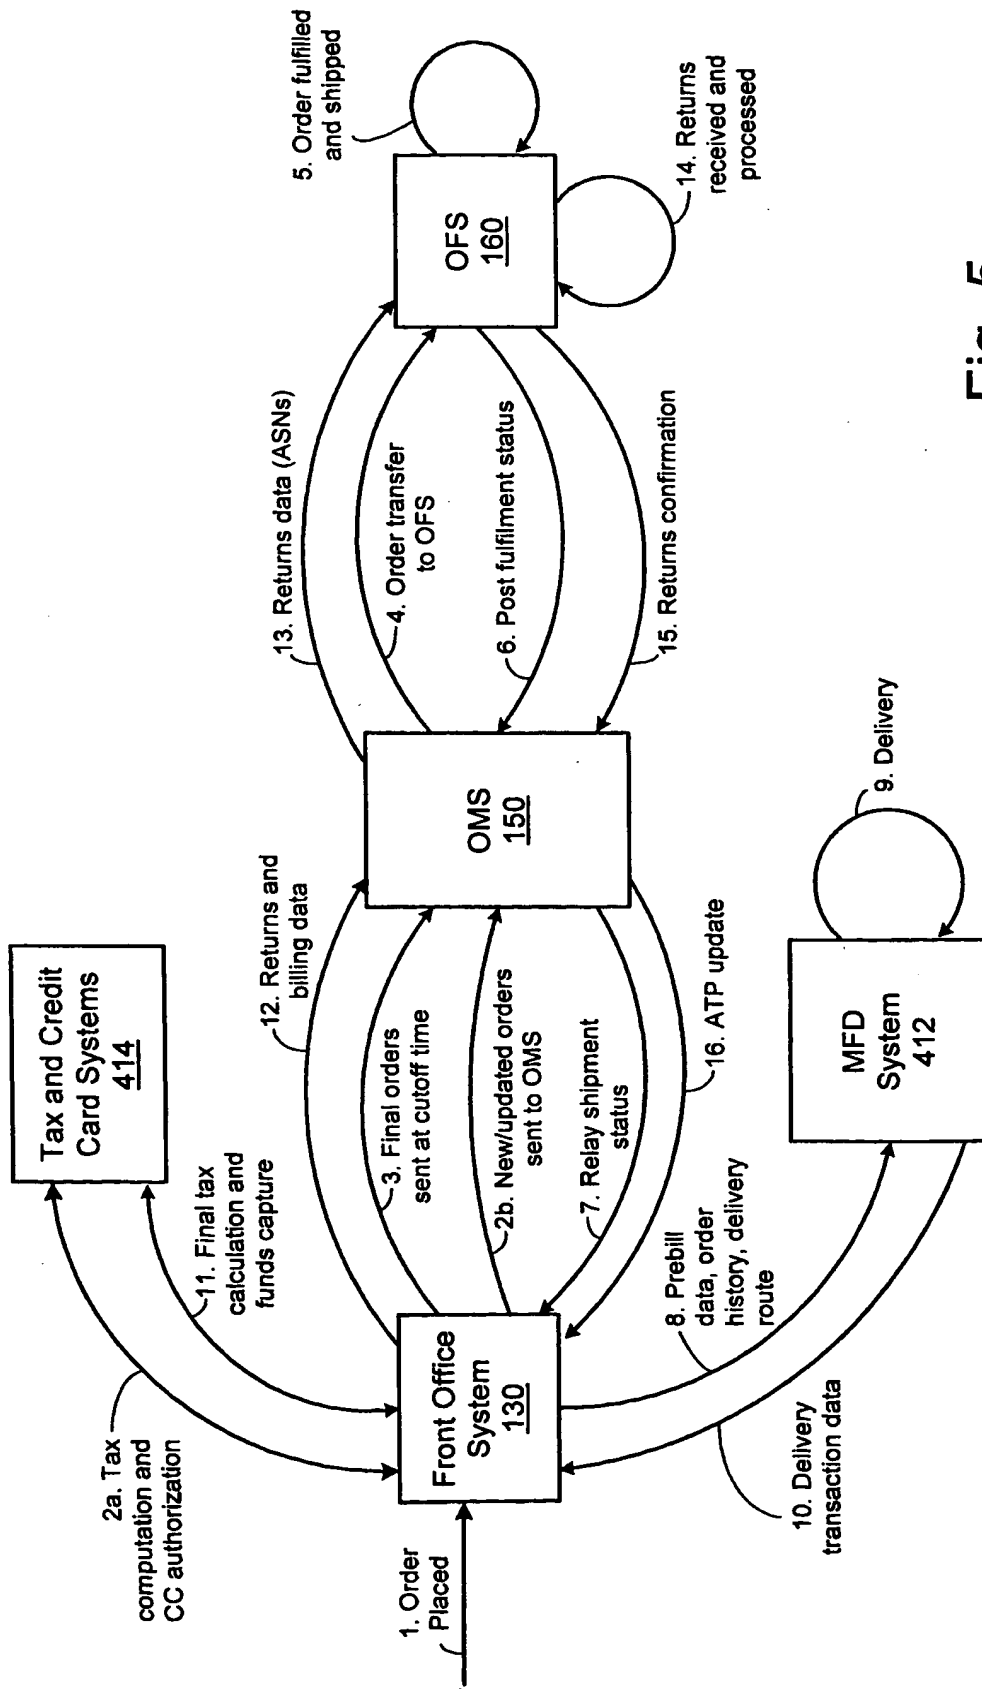 Tax and Credit
Card Systems
414
2a. Tax
computation and
CC authorization
11. Final tax
calculation and
funds capture
12. Returns and
billing data
13. Returns data (ASNs)
5. Order fulfilled
and shipped
3. Final orders
sent at cutoff time
4. Order transfer
to OFS
1. Order
Placed
Front Office
System
130
2b. New/updated orders
sent to OMS
OMS
150
OFS
160
6. Post fulfilment status
7. Relay shipment
status
14. Returns
received and
processed
15. Returns confirmation
16. ATP update
8. Prebill
data, order
history, delivery
route
10. Delivery
transaction data
MFD
System
412
9. Delivery
Fig. 5